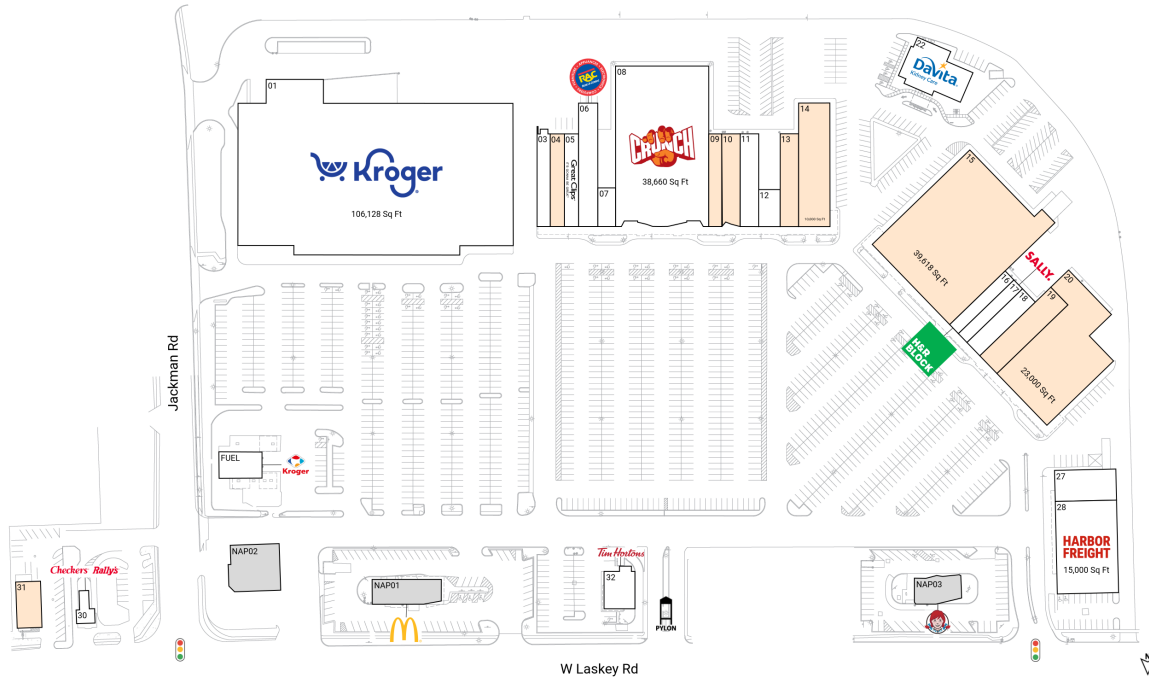 01
Kroger
106,128 Sq Ft
RAC
03
04
05
06
Great Clips
07
08
CRUNCH
38,660 Sq Ft
09
10
11
12
13
14
22
DaVita
Kidney Care
15
39,618 Sq Ft
SALLY
16
17
18
19
20
23,000 Sq Ft
H&R
BLOCK
Jackman Rd
FUEL
Kroger
27
28
HARBOR
FREIGHT
15,000 Sq Ft
31
Checkers Rally's
30
NAP02
NAP01
Tim Hortons
32
PYLON
NAP03
W Laskey Rd
N